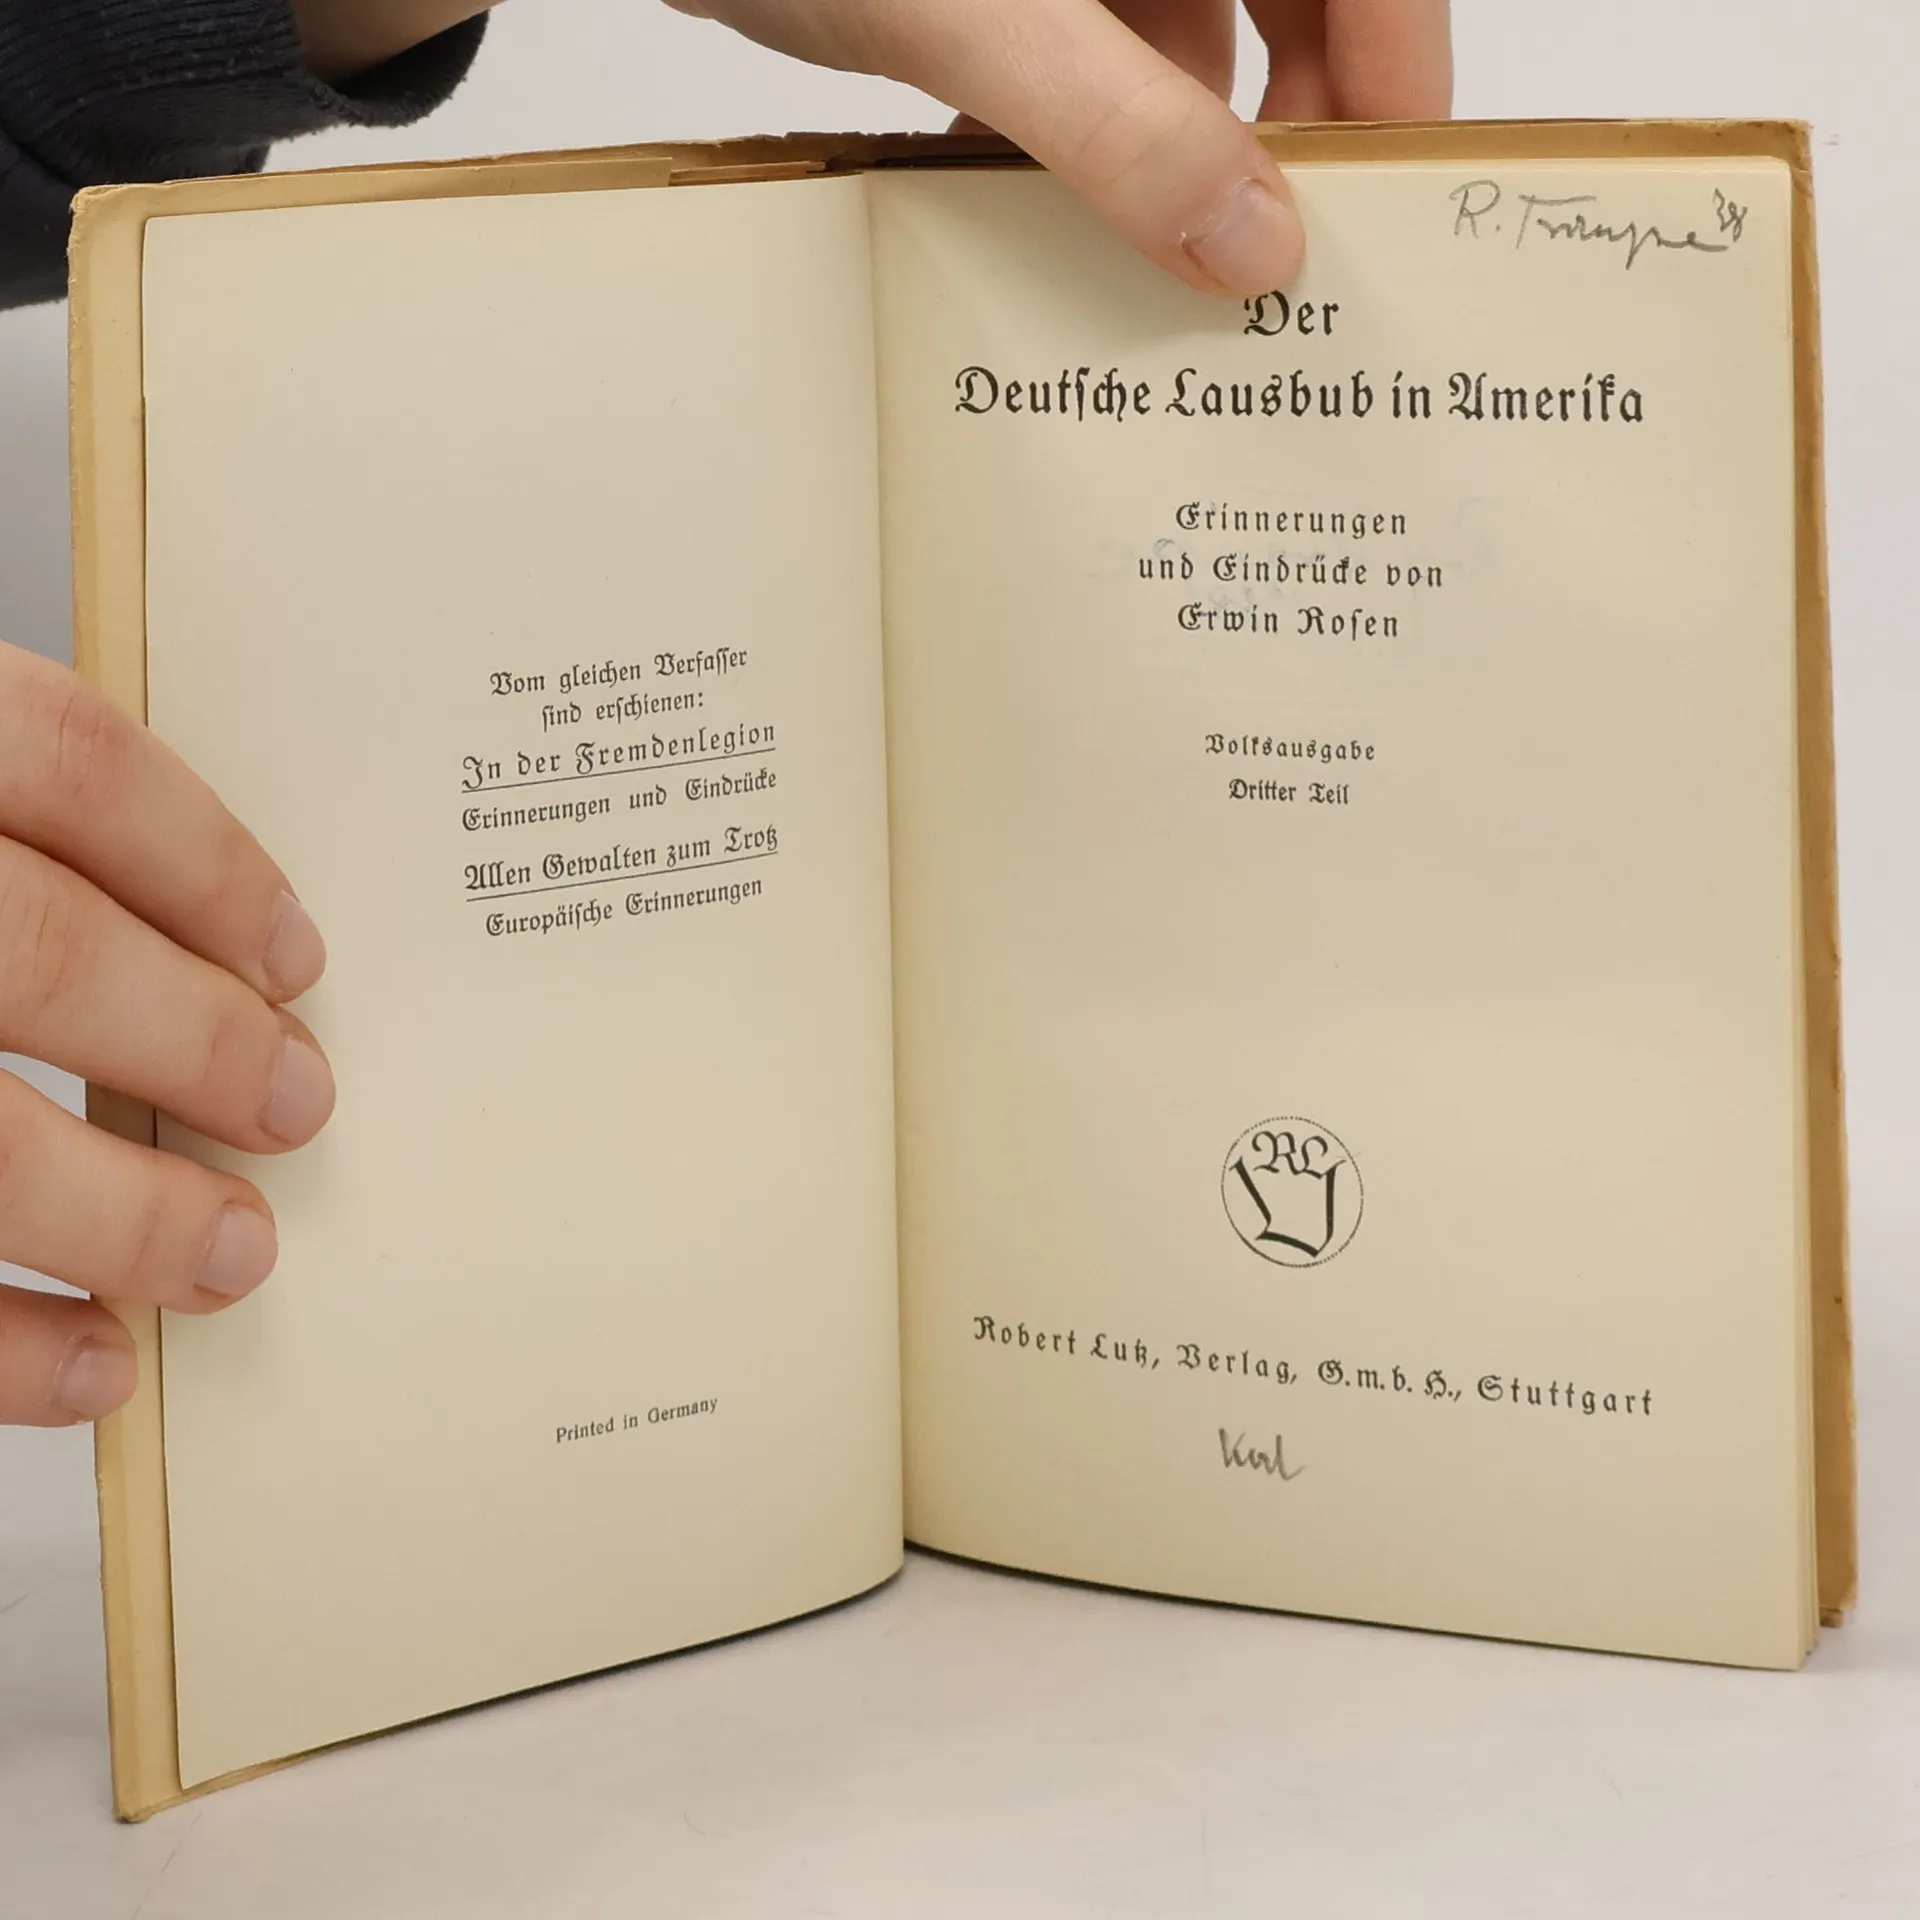 Vom gleichen Verfaſſer
ſind erſchienen:
In der Fremdenlegion
Erinnerungen und Eindrücke
Allen Gewalten zum Trotz
Europäiſche Erinnerungen
Printed in Germany
R.
Der
Deutſche Lausbub in Amerika
Erinnerungen
und Eindrücke von
Erwin Roſen
Volksausgabe
Dritter Teil
RL
Robert Lutz, Verlag, G.m.b.H., Stuttgart